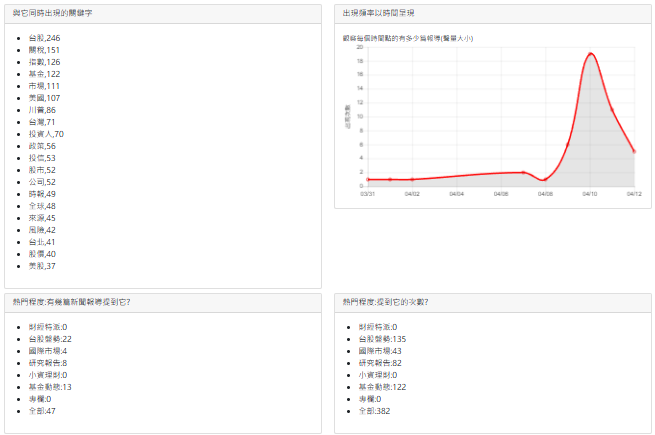 與它同時出現的關鍵字
台股,246
關稅,151
指數,126
基金,122
市場,111
美國,107
川普,86
台灣,71
投資人,70
政策,56
投信,53
股市,52
公司,52
時報,49
全球,48
來源,45
風險,42
台北,41
股價,40
美股,37
出現頻率以時間呈現
觀察每個時間點的有多少篇報導(聲量大小)
20
18
16
14
12
10
8
6
4
2
0
03/31 04/02 04/04 04/06 04/08 04/10 04/12
熱門程度:有幾篇新聞報導提到它?
財經特派:0
台股盤勢:22
國際市場:4
研究報告:8
小資理財:0
基金動態:13
專欄:0
全部:47
熱門程度:提到它的次數?
財經特派:0
台股盤勢:135
國際市場:43
研究報告:82
小資理財:0
基金動態:122
專欄:0
全部:382